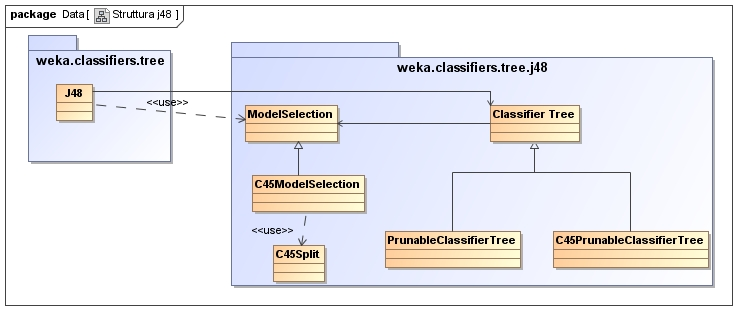 package Data[ Struttura j48 ]
weka.classifiers.tree
weka.classifiers.tree.j48
J48
<<use>>
ModelSelection
Classifier Tree
C45ModelSelection
<<use>>
PrunableClassifierTree
C45PrunableClassifierTree
C45Split